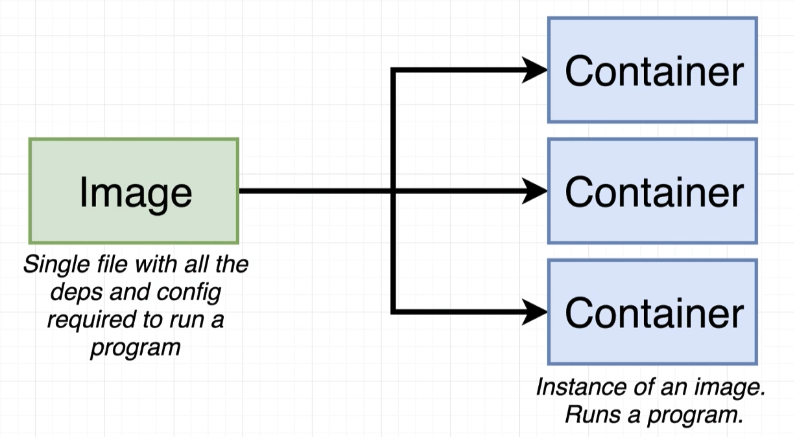 Container
Image
Container
Single file with all the
deps and config
required to run a
program
Container
Instance of an image.
Runs a program.